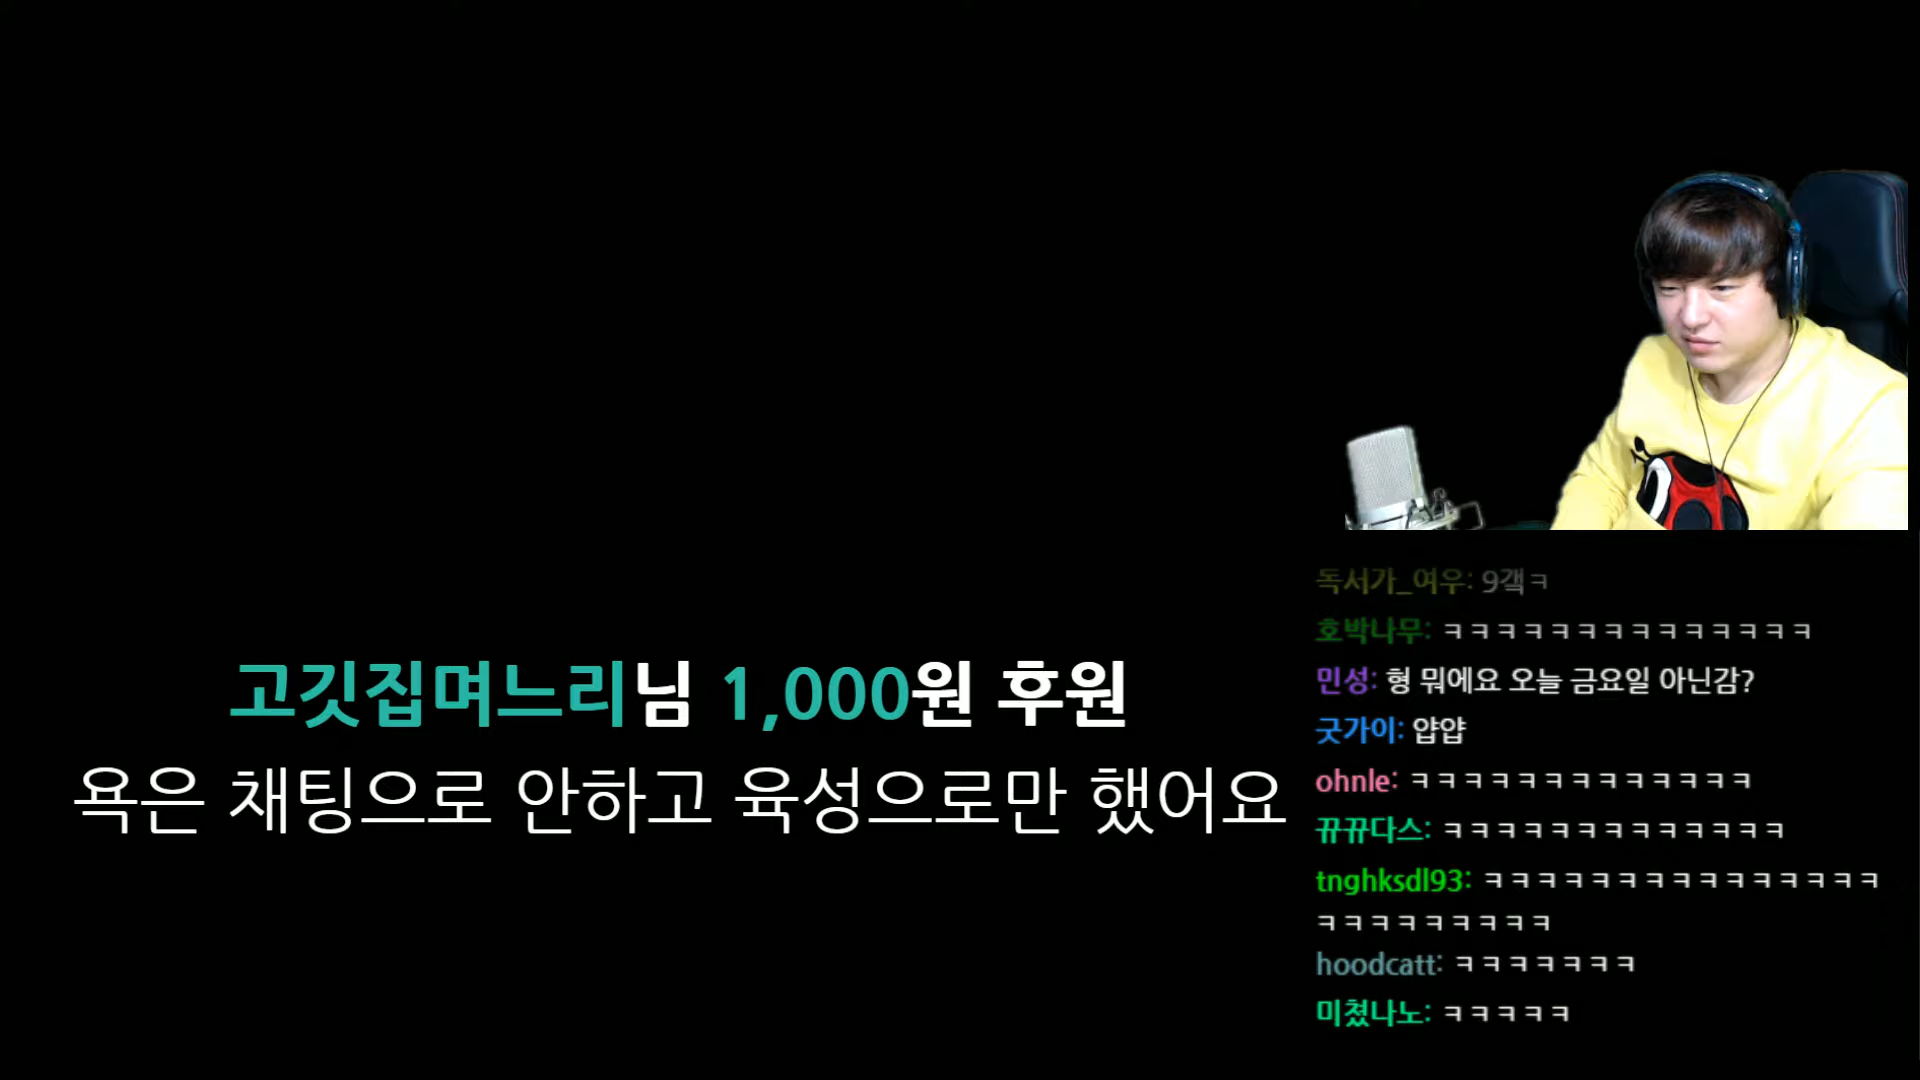 고깃집며느리님 1,000원 후원
욕은 채팅으로 안하고 육성으로만 했어요
독서가_여우: 9갴ㅋ
호박나무: ㅋㅋㅋㅋㅋㅋㅋㅋㅋㅋㅋㅋㅋㅋ
민성: 형 뭐에요 오늘 금요일 아닌감?
굿가이: 얍얍
ohnle: ㅋㅋㅋㅋㅋㅋㅋㅋㅋㅋㅋㅋㅋ
뀨뀨다스: ㅋㅋㅋㅋㅋㅋㅋㅋㅋㅋㅋㅋㅋ
tnghksdl93: ㅋㅋㅋㅋㅋㅋㅋㅋㅋㅋㅋㅋㅋㅋㅋ
ㅋㅋㅋㅋㅋㅋㅋㅋㅋ
hoodcatt: ㅋㅋㅋㅋㅋㅋㅋ
미쳤나노: ㅋㅋㅋㅋㅋ